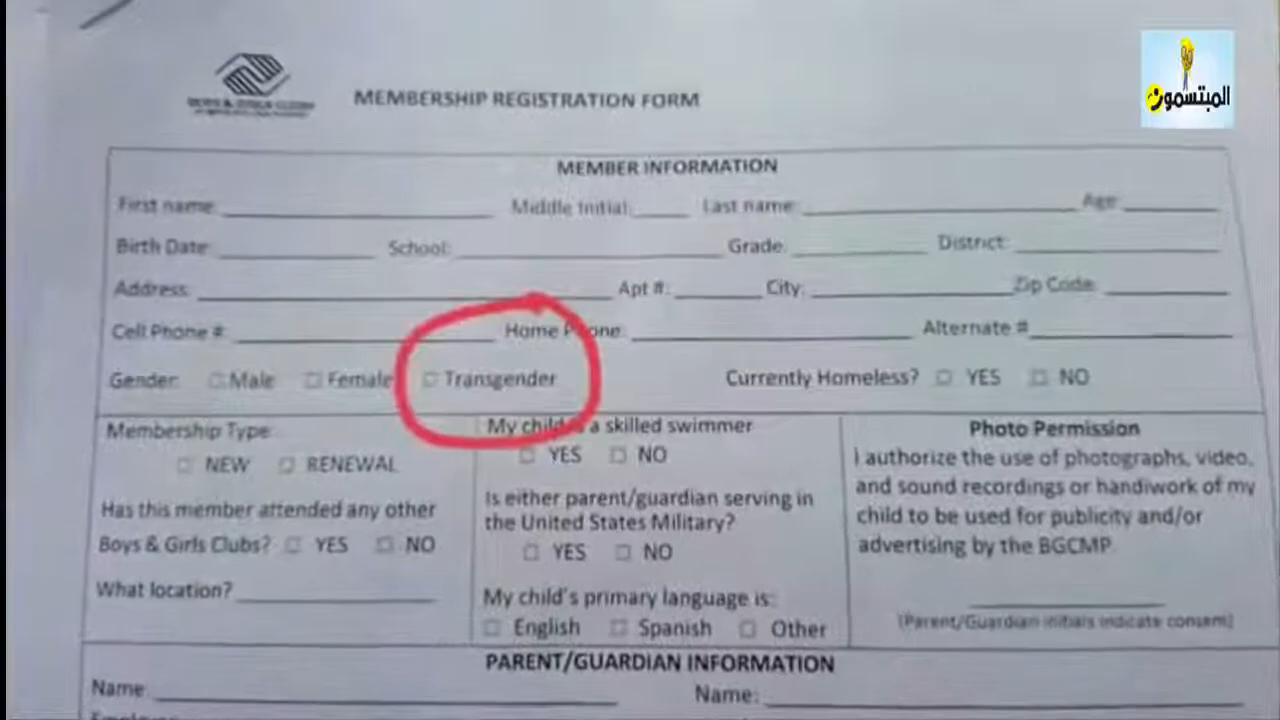 المبتسمون
MEMBERSHIP REGISTRATION FORM
MEMBER INFORMATION
First name: Middle Initial: Last name: Age:
Birth Date: School: Grade: District:
Address: Apt #: City: Zip Code:
Cell Phone #: Home Phone: Alternate #
Gender: Male Female Transgender Currently Homeless? YES NO
Membership Type:
NEW RENEWAL
Has this member attended any other
Boys & Girls Clubs? YES NO
What location?
My child is a skilled swimmer
YES NO
Is either parent/guardian serving in
the United States Military?
YES NO
My child's primary language is:
English Spanish Other
Photo Permission
I authorize the use of photographs, video,
and sound recordings or handiwork of my
child to be used for publicity and/or
advertising by the BGCMP.
(Parent/Guardian initials indicate consent)
PARENT/GUARDIAN INFORMATION
Name: Name: